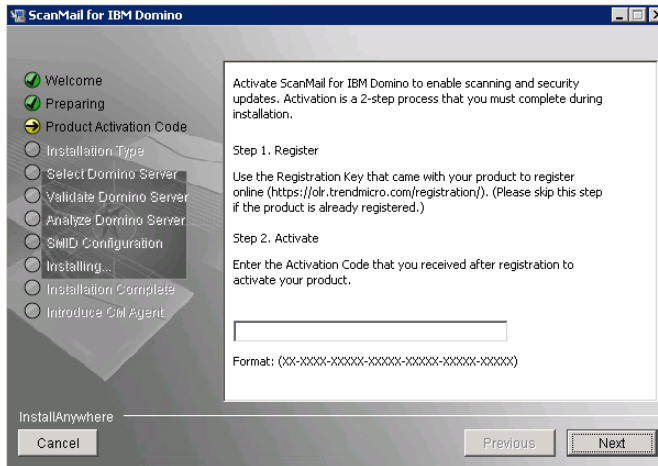 ScanMail for IBM Domino
Welcome
Preparing
Product Activation Code
Installation Type
Select Domino Server
Validate Domino Server
Analyze Domino Server
SMID Configuration
Installing...
Installation Complete
Introduce CM Agent
Activate ScanMail for IBM Domino to enable scanning and security
updates. Activation is a 2-step process that you must complete during
installation.
Step 1. Register
Use the Registration Key that came with your product to register
online (https://olr.trendmicro.com/registration/). (Please skip this step
if the product is already registered.)
Step 2. Activate
Enter the Activation Code that you received after registration to
activate your product.
Format: (XX-XXXX-XXXXX-XXXXX-XXXXX-XXXXX-XXXXX)
InstallAnywhere
Cancel
Previous
Next